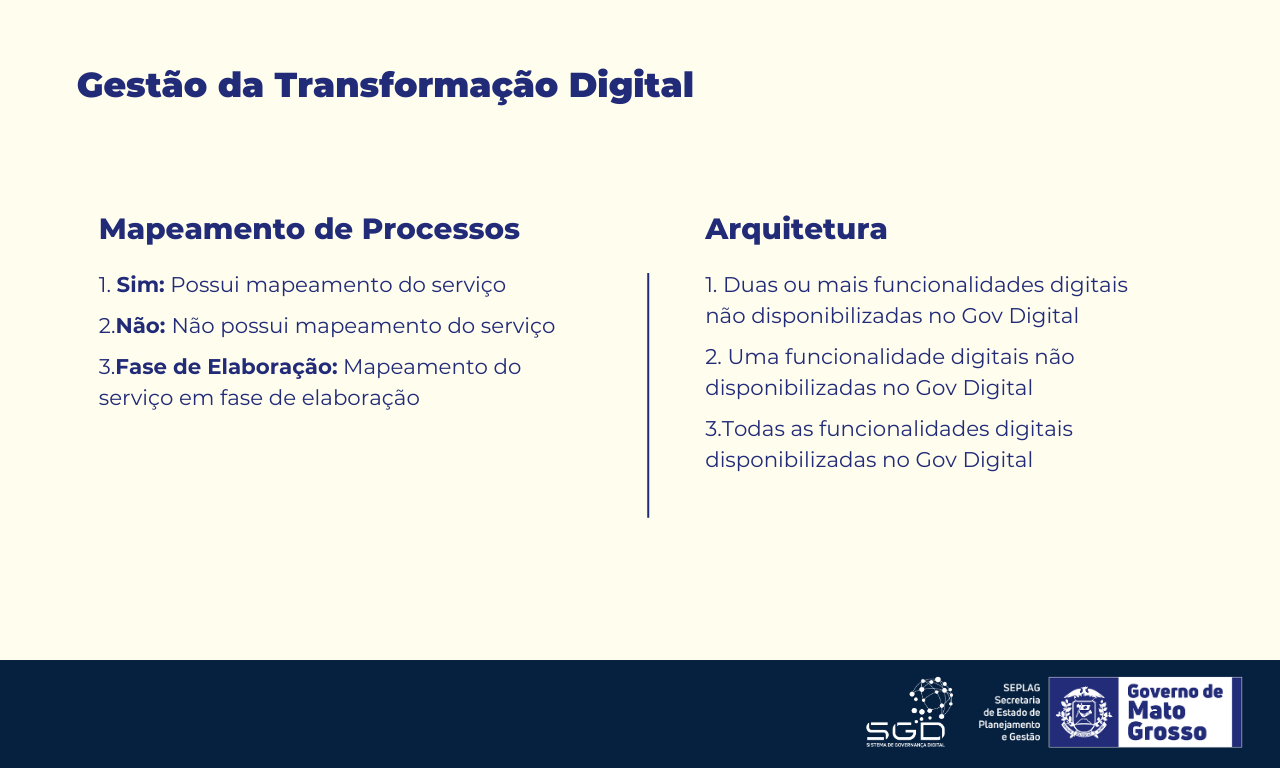 Gestão da Transformação Digital
Mapeamento de Processos
1. Sim: Possui mapeamento do serviço
2.Não: Não possui mapeamento do serviço
3.Fase de Elaboração: Mapeamento do
serviço em fase de elaboração
Arquitetura
1. Duas ou mais funcionalidades digitais
não disponibilizadas no Gov Digital
2. Uma funcionalidade digitais não
disponibilizadas no Gov Digital
3.Todas as funcionalidades digitais
disponibilizadas no Gov Digital
SGD
SISTEMA DE GOVERNANÇA DIGITAL
SEPLAG
Secretaria
de Estado de
Planejamento
e Gestão
Governo de
Mato
Grosso